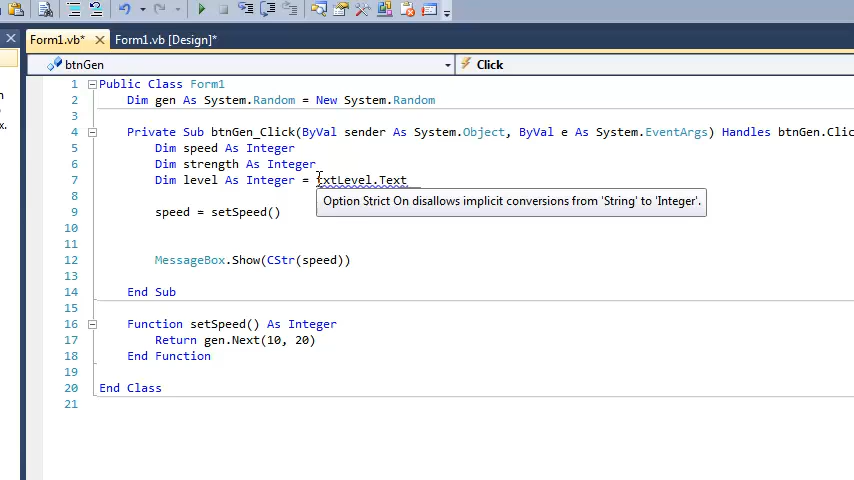 Form1.vb* Form1.vb [Design]*
btnGen Click
1 Public Class Form1
2 Dim gen As System.Random = New System.Random
3
4 Private Sub btnGen_Click(ByVal sender As System.Object, ByVal e As System.EventArgs) Handles btnGen.Clic
5 Dim speed As Integer
6 Dim strength As Integer
7 Dim level As Integer = txtLevel.Text
8
Option Strict On disallows implicit conversions from 'String' to 'Integer'.
9 speed = setSpeed()
10
11
12 MessageBox.Show(CStr(speed))
13
14 End Sub
15
16 Function setSpeed() As Integer
17 Return gen.Next(10, 20)
18 End Function
19
20 End Class
21